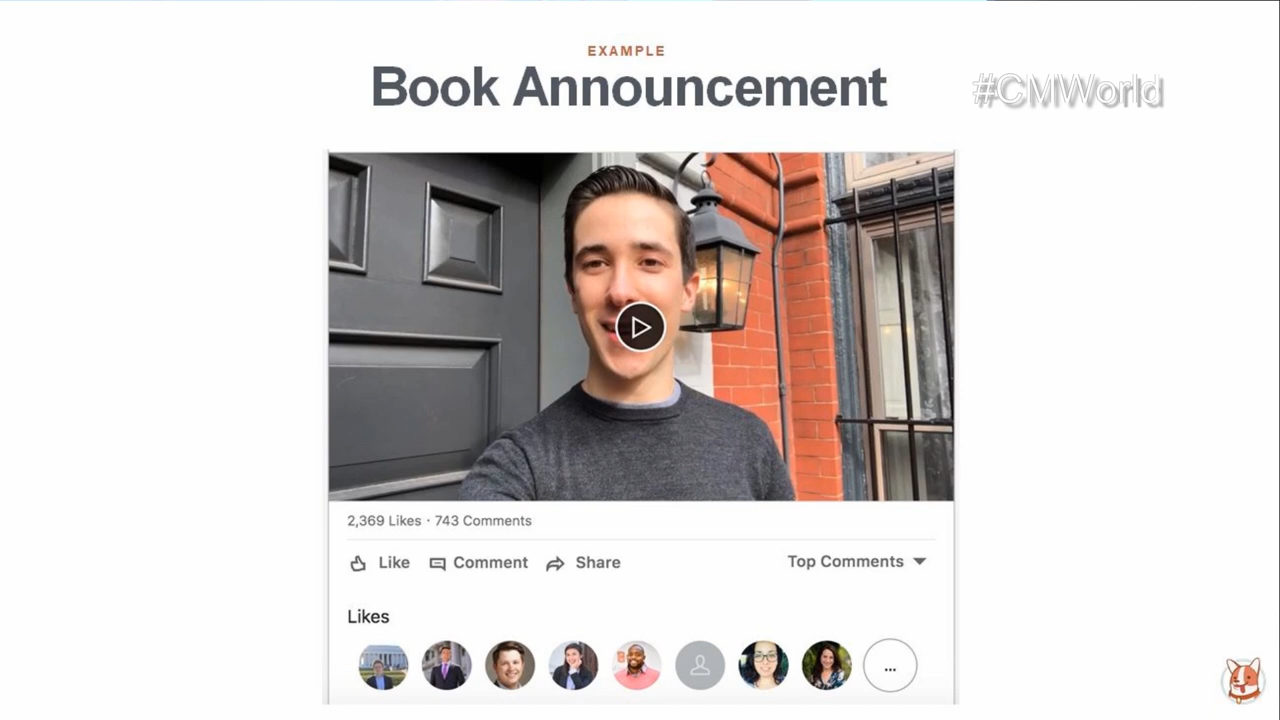 EXAMPLE
Book Announcement
#CMWorld
2,369 Likes · 743 Comments
Like Comment Share Top Comments
Likes
...